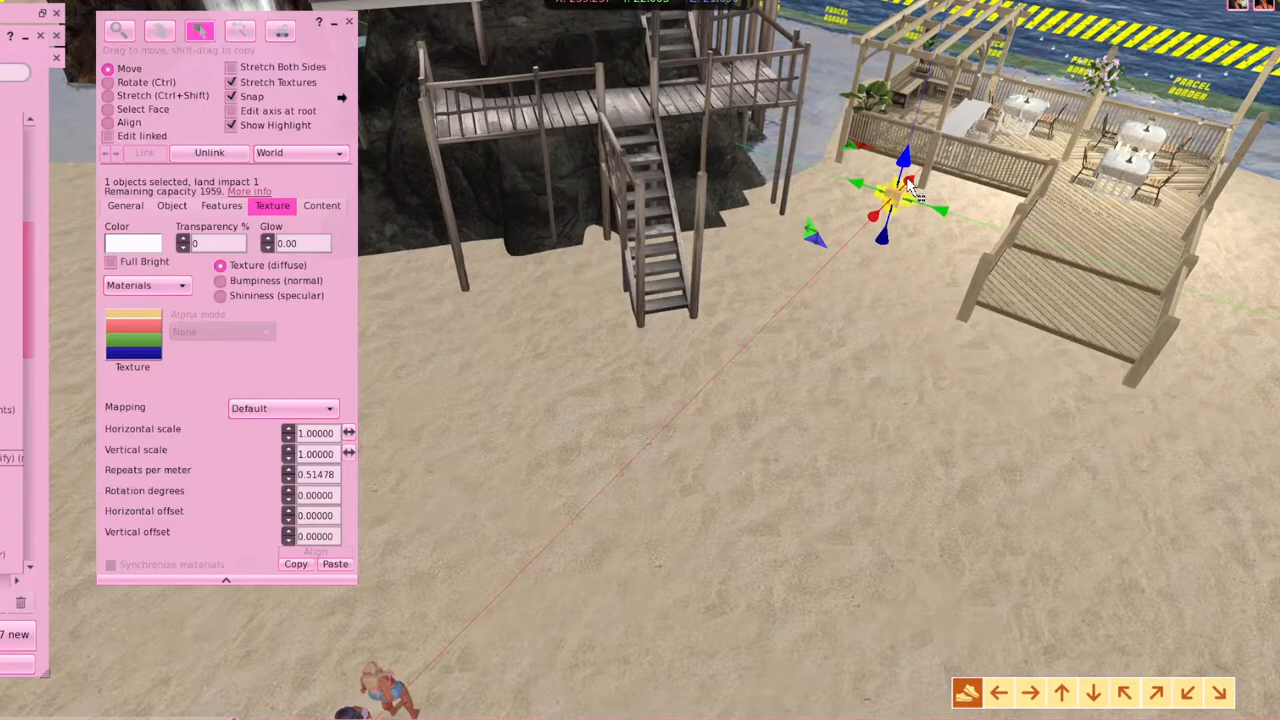 ?
?
Drag to move, shift-drag to copy
Move
Rotate (Ctrl)
Stretch (Ctrl+Shift)
Select Face
Align
Edit linked
Stretch Both Sides
Stretch Textures
Snap
Edit axis at root
Show Highlight
Link
Unlink
World
1 objects selected, land impact 1
Remaining capacity 1959. More info
General
Object
Features
Texture
Content
Color
Transparency %
Glow
0
0.00
Full Bright
Texture (diffuse)
Bumpiness (normal)
Shininess (specular)
Materials
Alpha mode
None
Texture
Mapping
Default
Horizontal scale
1.00000
Vertical scale
1.00000
Repeats per meter
0.51478
Rotation degrees
0.00000
Horizontal offset
0.00000
Vertical offset
0.00000
Align
Synchronize materials
Copy
Paste
7 new
PARCEL
BORDER
PARCEL
BORDER